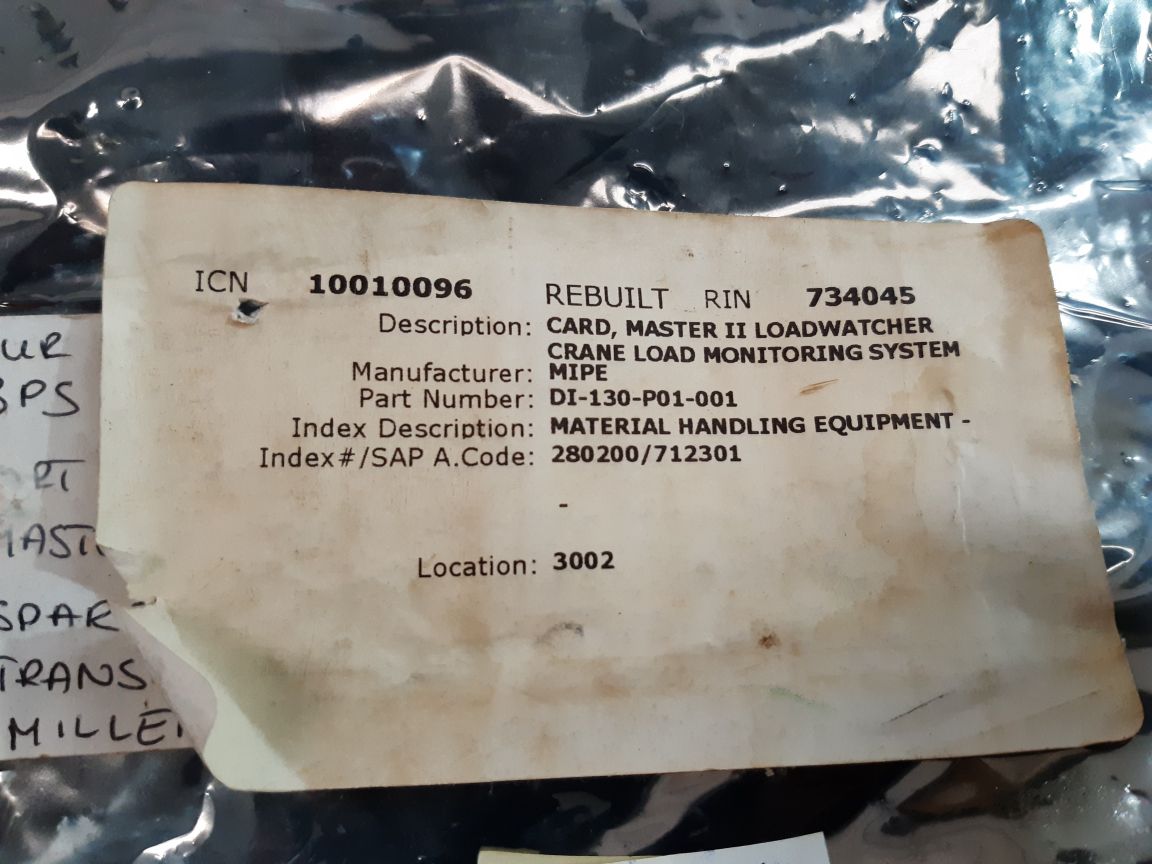 ICN 10010096 REBUILT RIN 734045
Description: CARD, MASTER II LOADWATCHER
CRANE LOAD MONITORING SYSTEM
Manufacturer: MIPE
Part Number: DI-130-P01-001
Index Description: MATERIAL HANDLING EQUIPMENT -
Index#/SAP A.Code: 280200/712301
-
Location: 3002
UR
BPS
RT
MAST
SPAR
TRANS
MILLE